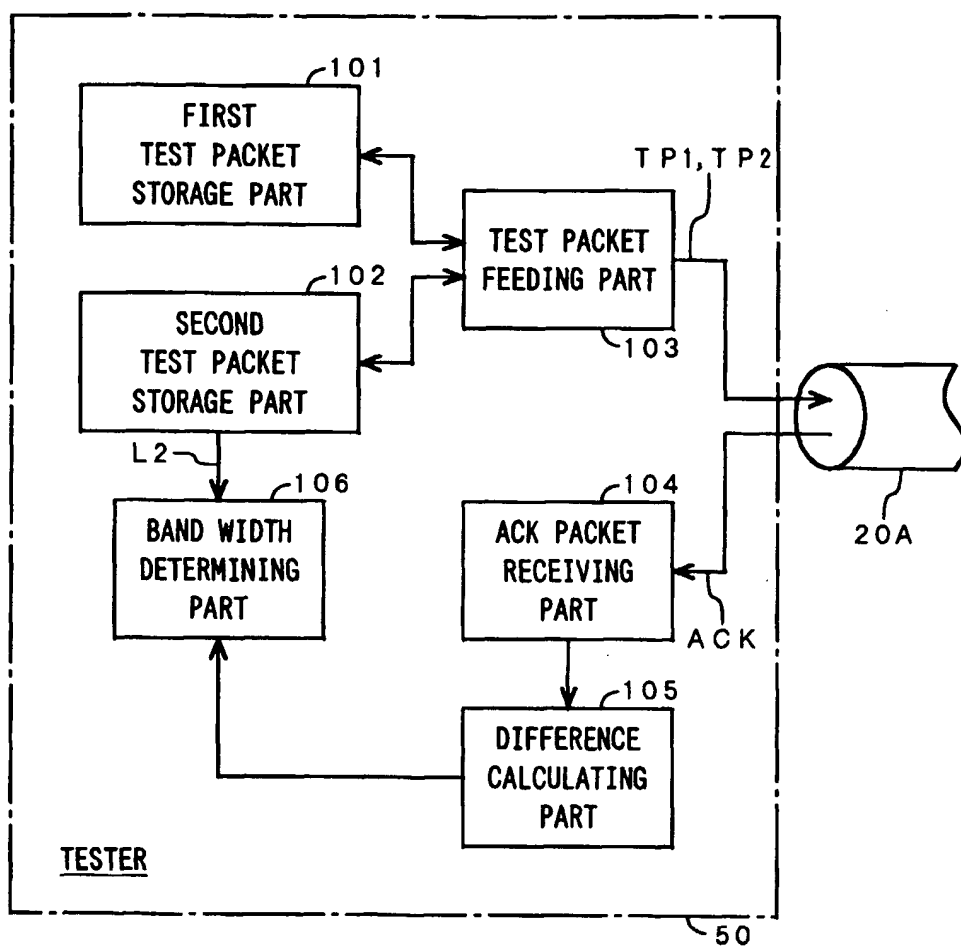 101
FIRST
TEST PACKET
STORAGE PART
TP1, TP2
TEST PACKET
FEEDING PART
103
102
SECOND
TEST PACKET
STORAGE PART
L2
106
BAND WIDTH
DETERMINING
PART
104
ACK PACKET
RECEIVING
PART
20A
ACK
105
DIFFERENCE
CALCULATING
PART
TESTER
50